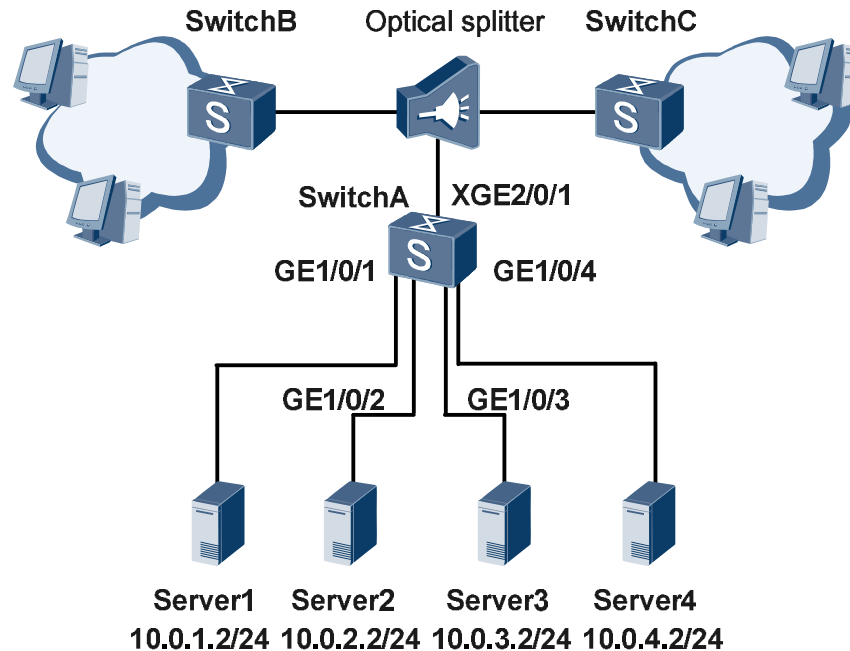 SwitchB
Optical splitter
SwitchC
S
S
SwitchA
XGE2/0/1
S
GE1/0/1
GE1/0/4
GE1/0/2
GE1/0/3
Server1
Server2
Server3
Server4
10.0.1.2/24
10.0.2.2/24
10.0.3.2/24
10.0.4.2/24